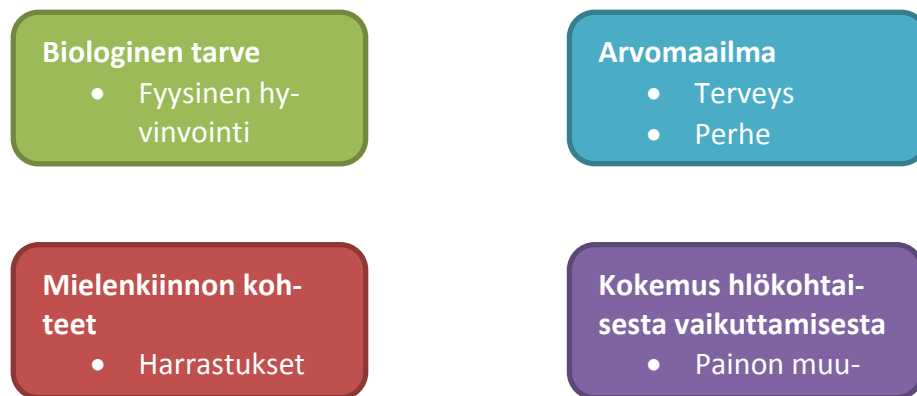 Biologinen tarve
• Fyysinen hy-
vinvointi
Arvomaailma
• Terveys
• Perhe
Mielenkiinnon koh-
teet
• Harrastukset
Kokemus hlökohtai-
sesta vaikuttamisesta
• Painon muu-